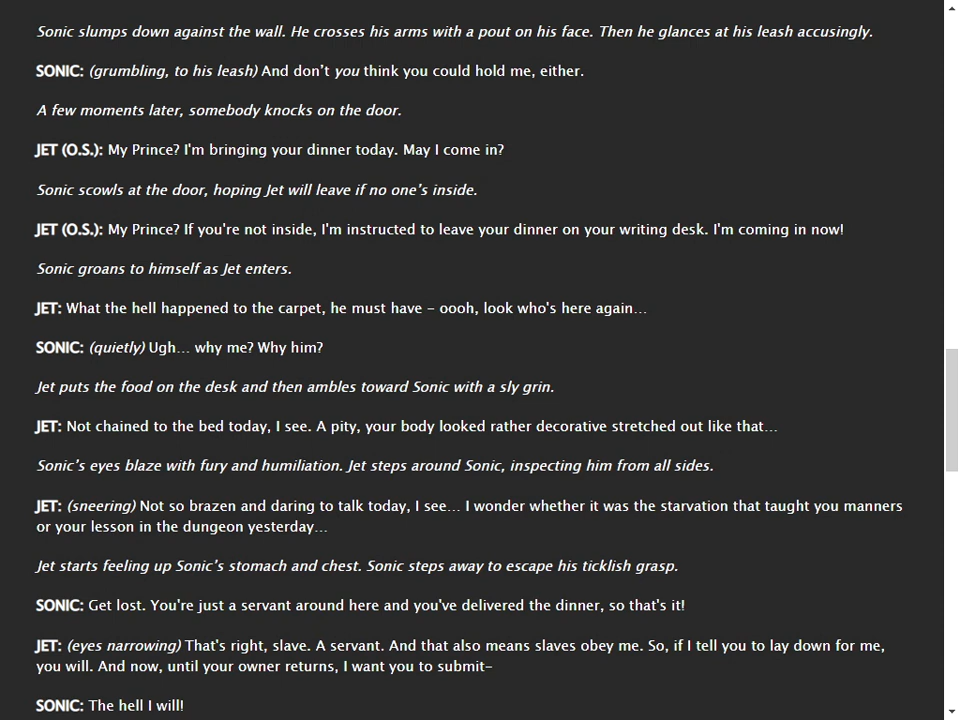 Sonic slumps down against the wall. He crosses his arms with a pout on his face. Then he glances at his leash accusingly.
SONIC: (grumbling, to his leash) And don't you think you could hold me, either.
A few moments later, somebody knocks on the door.
JET (O.S.): My Prince? I'm bringing your dinner today. May I come in?
Sonic scowls at the door, hoping Jet will leave if no one's inside.
JET (O.S.): My Prince? If you're not inside, I'm instructed to leave your dinner on your writing desk. I'm coming in now!
Sonic groans to himself as Jet enters.
JET: What the hell happened to the carpet, he must have – oooh, look who's here again…
SONIC: (quietly) Ugh… why me? Why him?
Jet puts the food on the desk and then ambles toward Sonic with a sly grin.
JET: Not chained to the bed today, I see. A pity, your body looked rather decorative stretched out like that…
Sonic's eyes blaze with fury and humiliation. Jet steps around Sonic, inspecting him from all sides.
JET: (sneering) Not so brazen and daring to talk today, I see… I wonder whether it was the starvation that taught you manners
or your lesson in the dungeon yesterday…
Jet starts feeling up Sonic's stomach and chest. Sonic steps away to escape his ticklish grasp.
SONIC: Get lost. You're just a servant around here and you've delivered the dinner, so that's it!
JET: (eyes narrowing) That's right, slave. A servant. And that also means slaves obey me. So, if I tell you to lay down for me,
you will. And now, until your owner returns, I want you to submit–
SONIC: The hell I will!